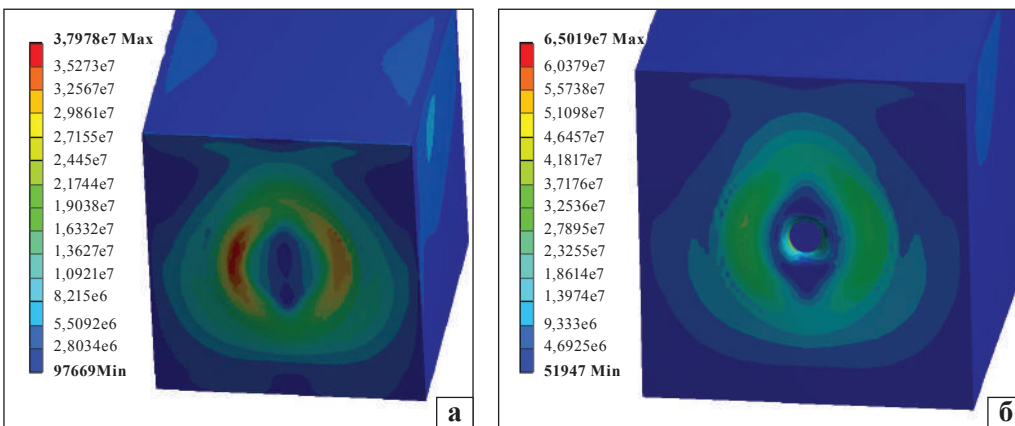 3,7978e7 Max
3,5273e7
3,2567e7
2,9861e7
2,7155e7
2,445e7
2,1744e7
1,9038e7
1,6332e7
1,3627e7
1,0921e7
8,215e6
5,5092e6
2,8034e6
97669Min
а
6,5019e7 Max
6,0379e7
5,5738e7
5,1098e7
4,6457e7
4,1817e7
3,7176e7
3,2536e7
2,7895e7
2,3255e7
1,8614e7
1,3974e7
9,333e6
4,6925e6
51947 Min
б